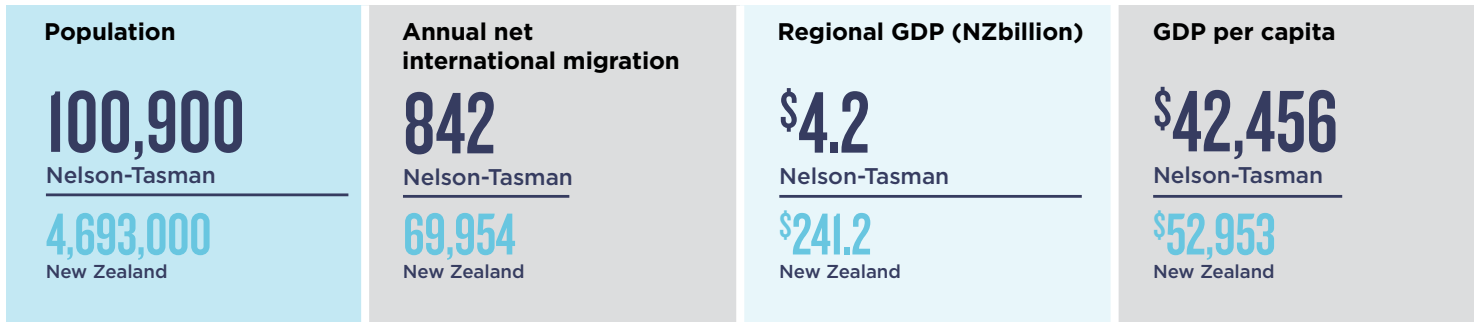 Population
100,900
Nelson-Tasman
4,693,000
New Zealand
Annual net
international migration
842
Nelson-Tasman
69,954
New Zealand
Regional GDP (NZbillion)
$4.2
Nelson-Tasman
$241.2
New Zealand
GDP per capita
$42,456
Nelson-Tasman
$52,953
New Zealand